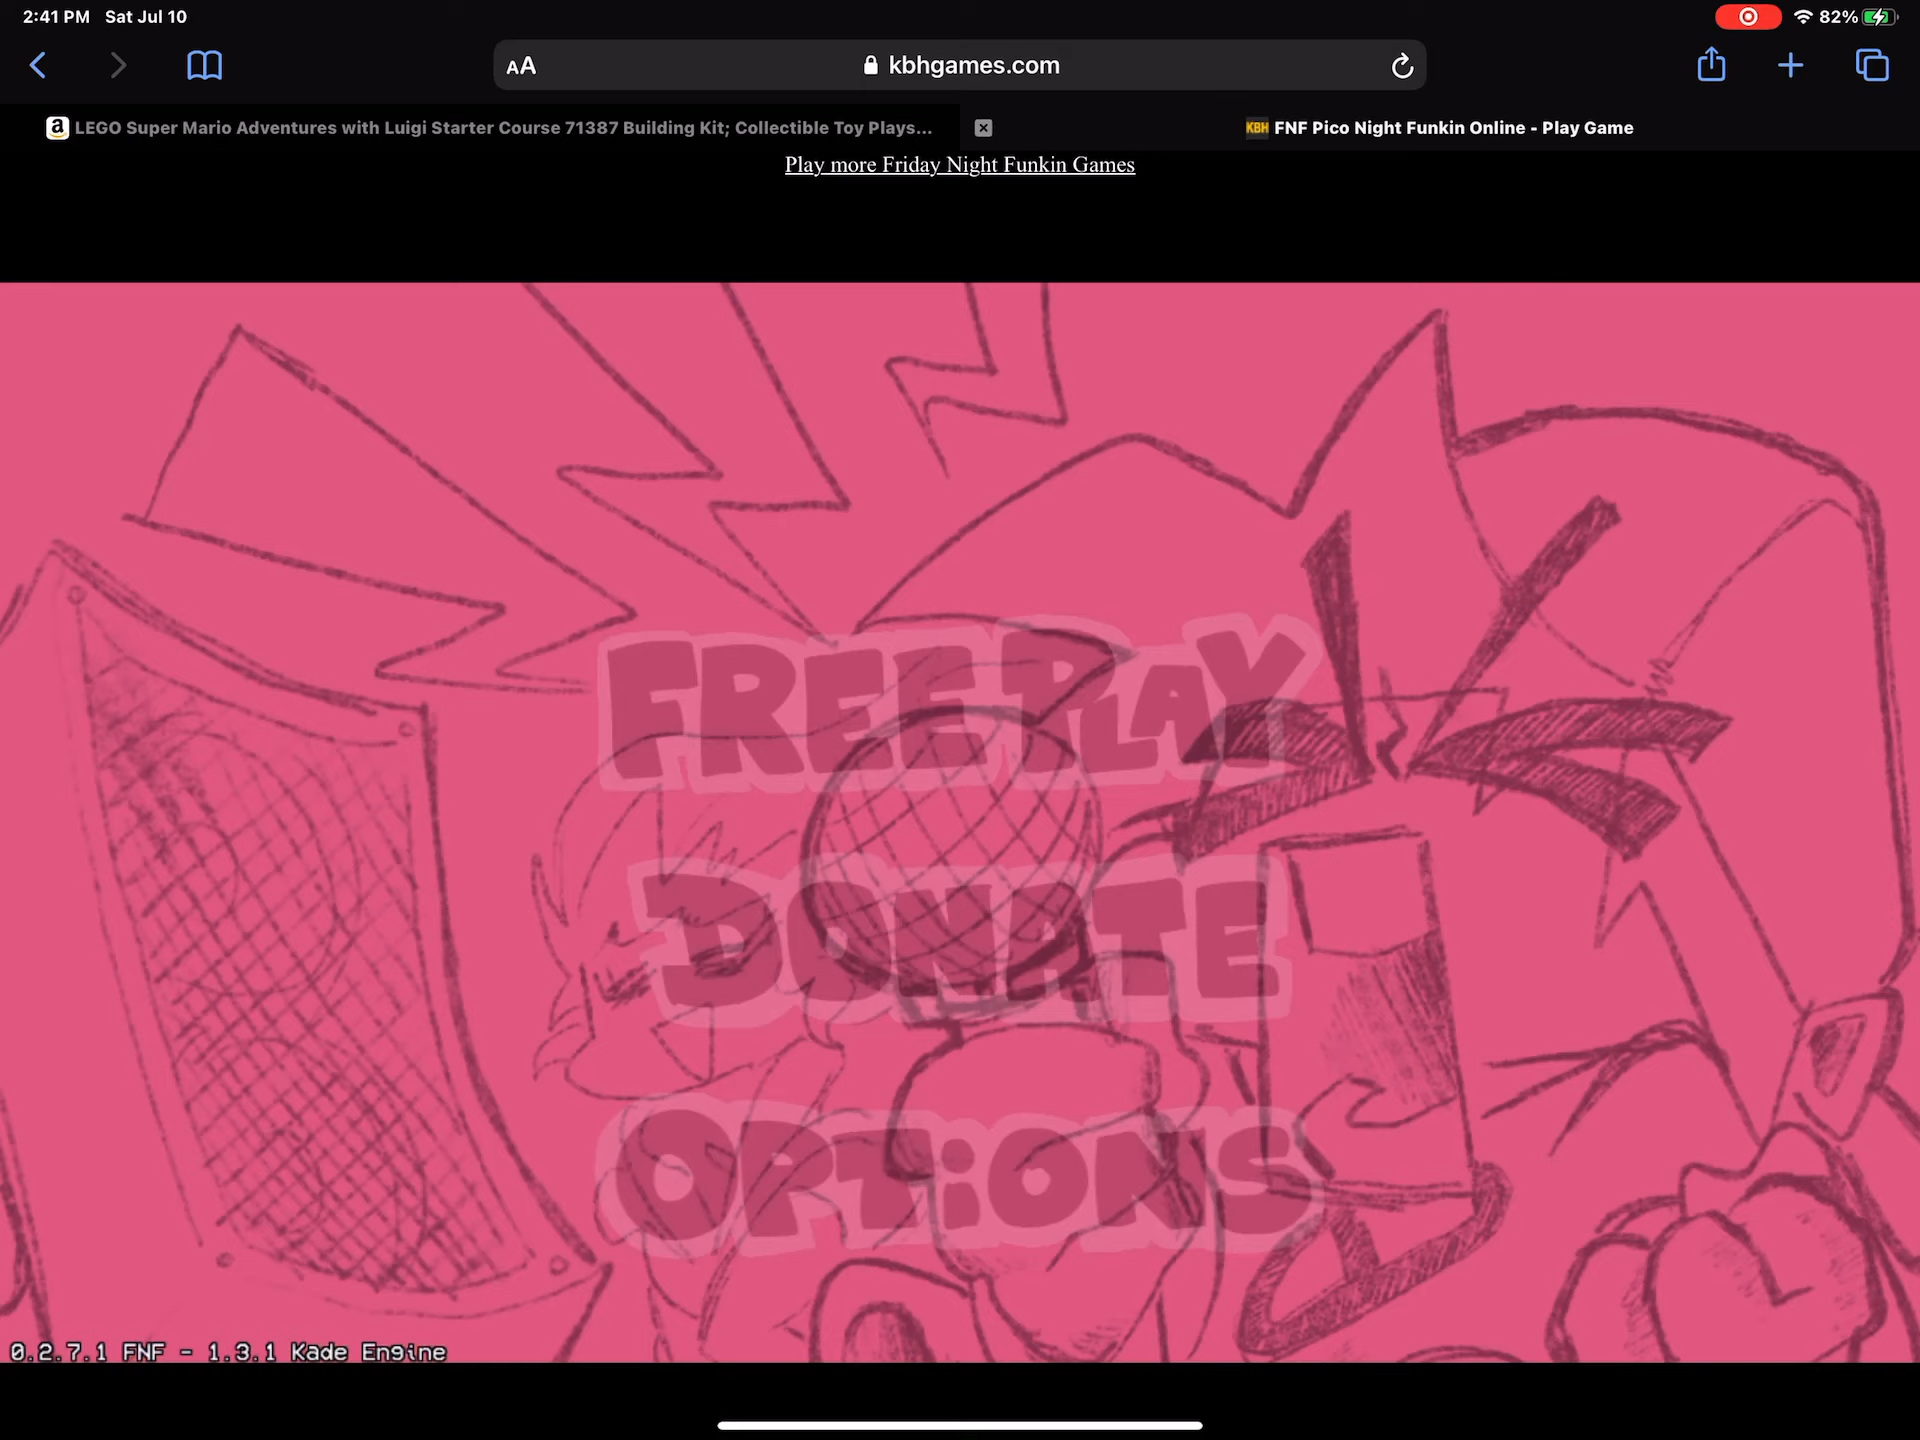 2:41 PM Sat Jul 10
82%
AA
kbhgames.com
a LEGO Super Mario Adventures with Luigi Starter Course 71387 Building Kit; Collectible Toy Plays...
KBH FNF Pico Night Funkin Online - Play Game
Play more Friday Night Funkin Games
FREEPLAY
DONATE
OPTiONS
0.2.7.1 FNF - 1.3.1 Kade Engine